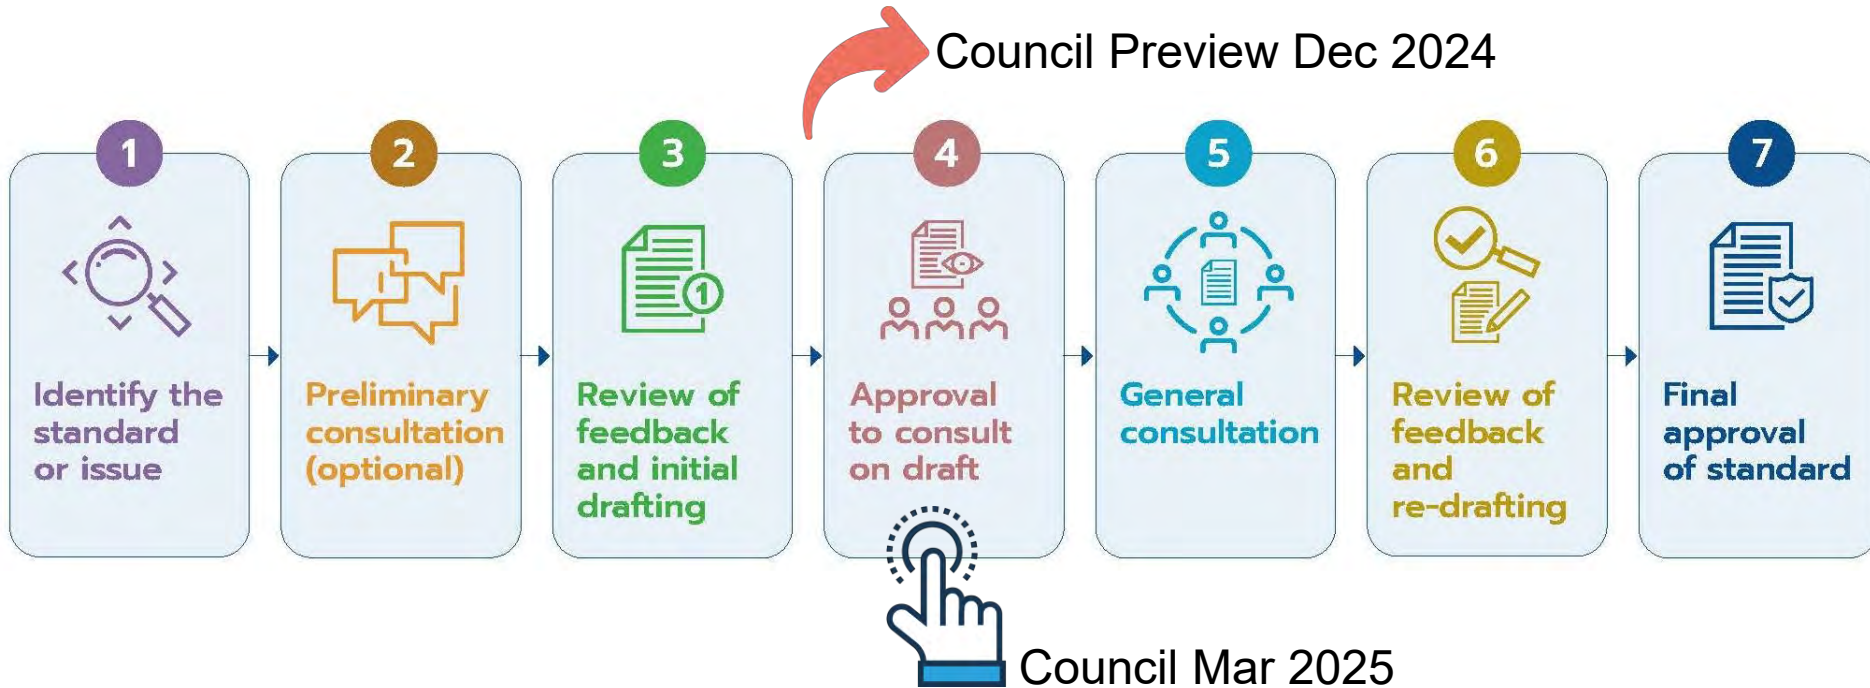 Council Preview Dec 2024
1
2
3
4
5
6
7
1
Identify the
standard
or issue
Preliminary
consultation
(optional)
Review of
feedback
and initial
drafting
Approval
to consult
on draft
General
consultation
Review of
feedback
and
re-drafting
Final
approval
of standard
Council Mar 2025